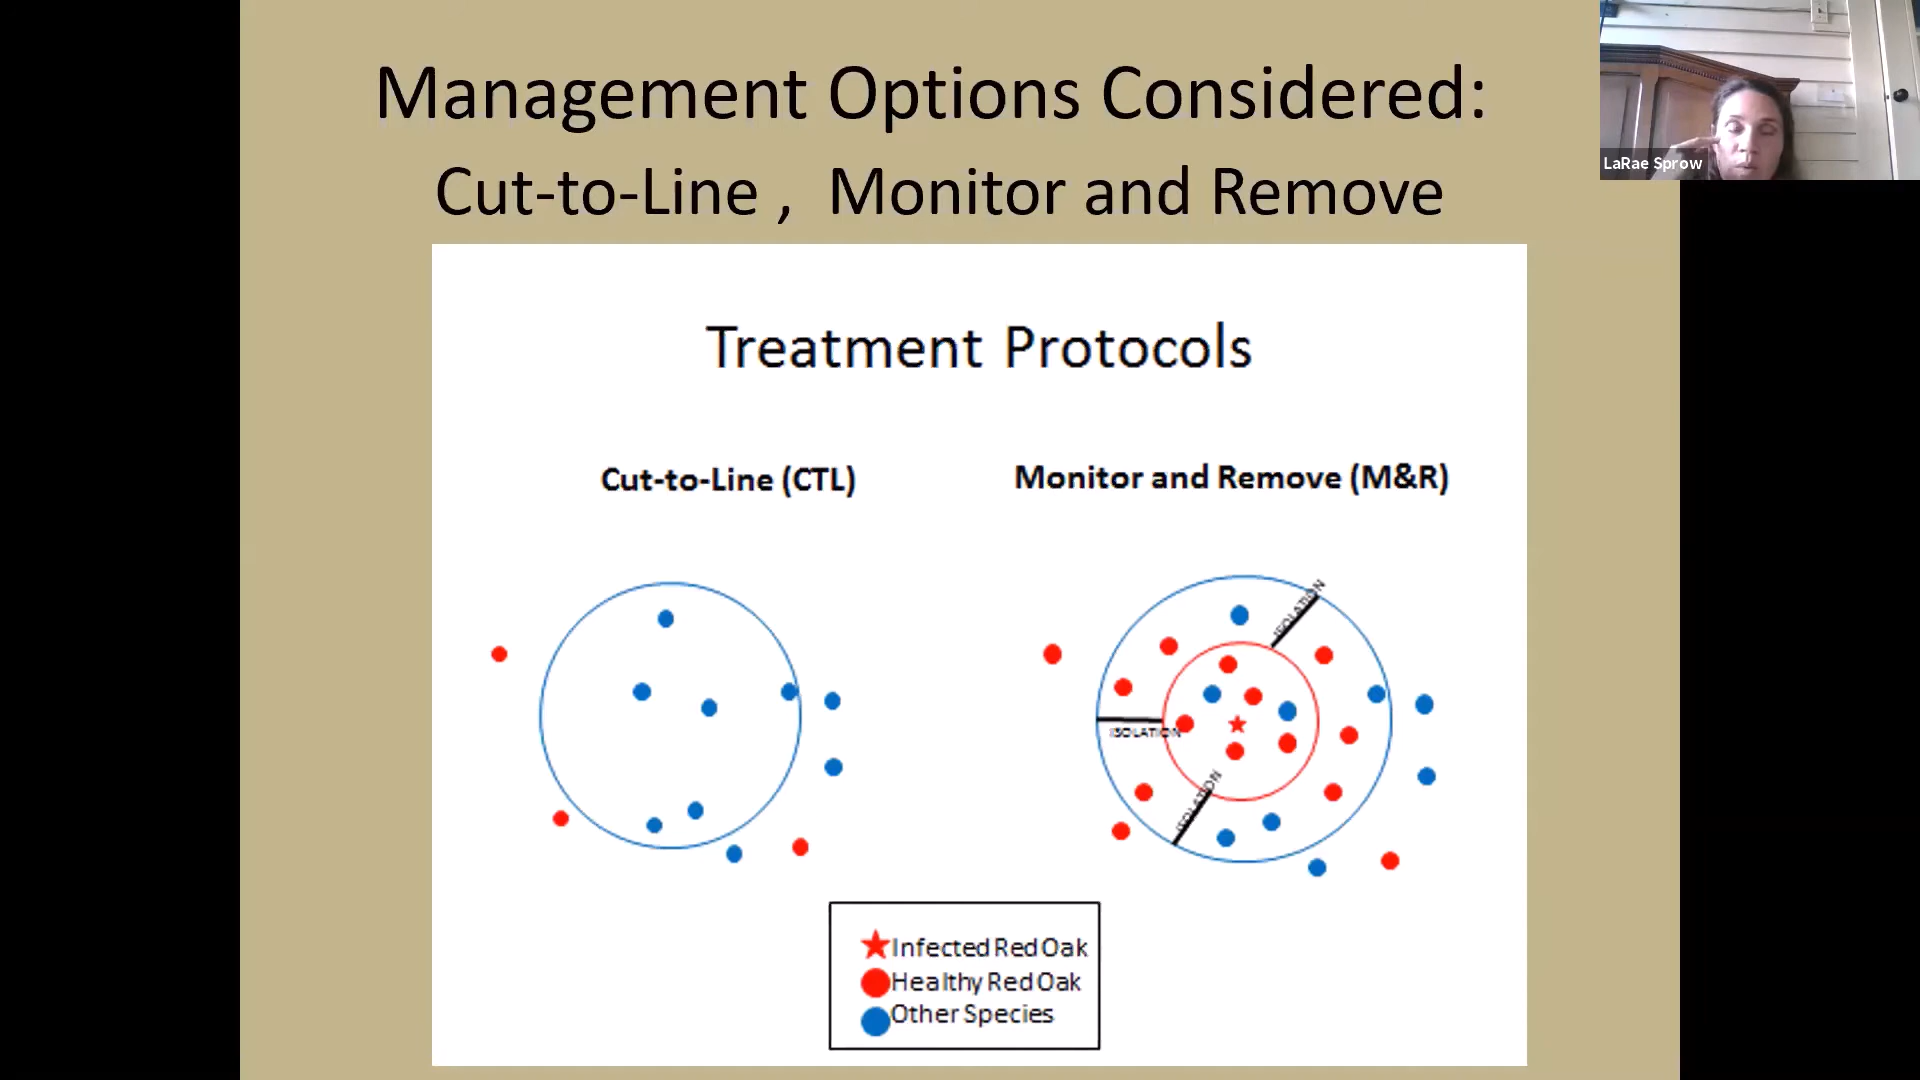 Management Options Considered:
Cut-to-Line , Monitor and Remove
LaRae Sprow
Treatment Protocols
Cut-to-Line (CTL)
Monitor and Remove (M&R)
ISOLATION
ISOLATION
ISOLATION
Infected Red Oak
Healthy Red Oak
Other Species